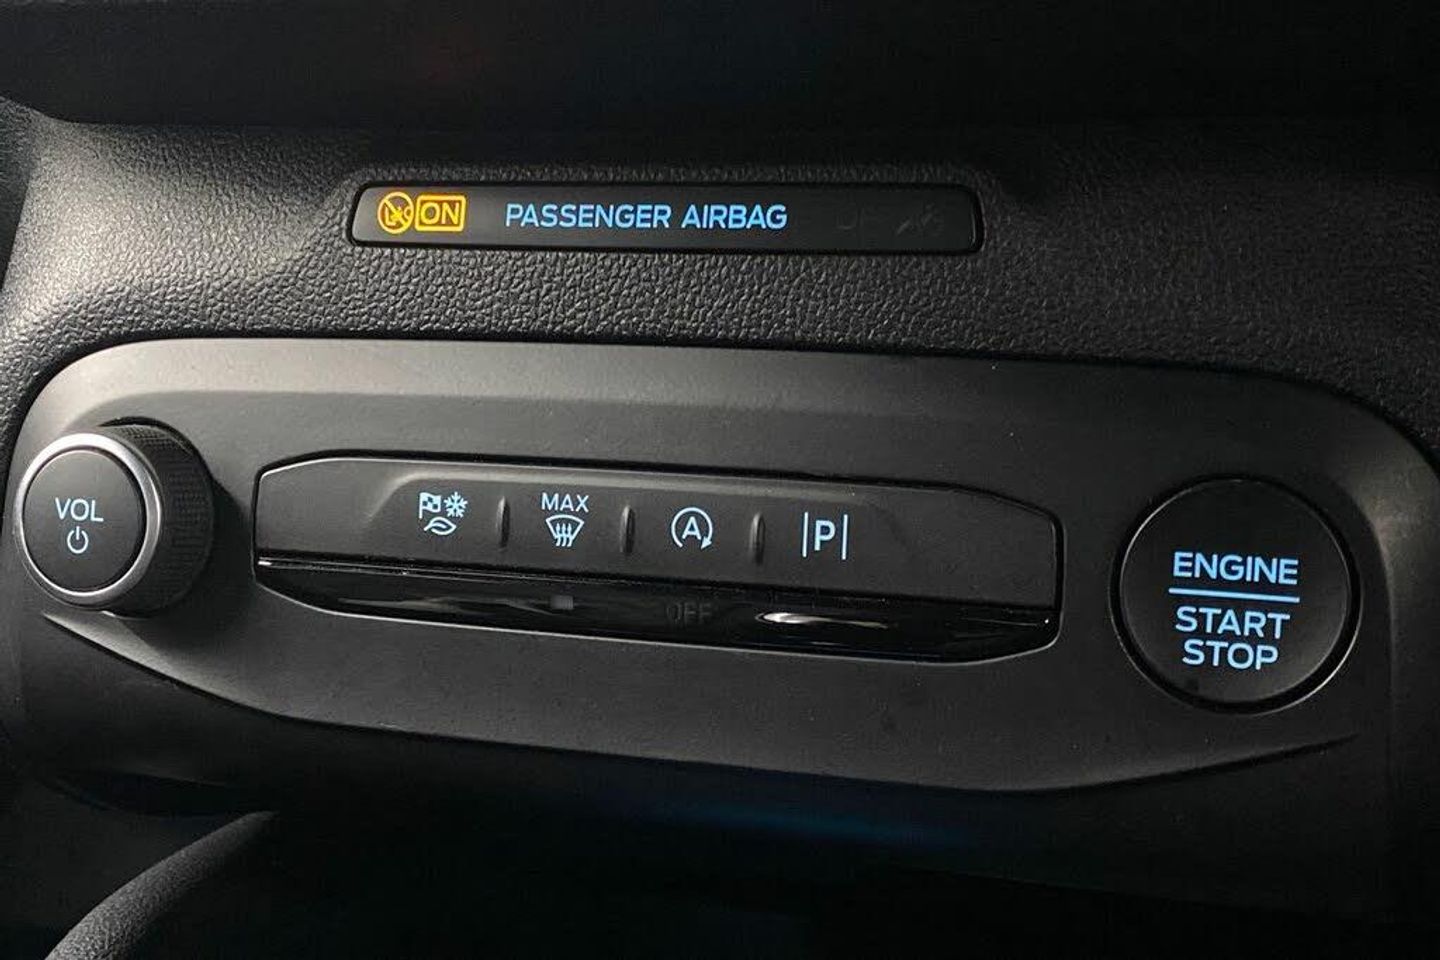 ON PASSENGER AIRBAG
VOL
MAX
A
P
OFF
ENGINE
START
STOP